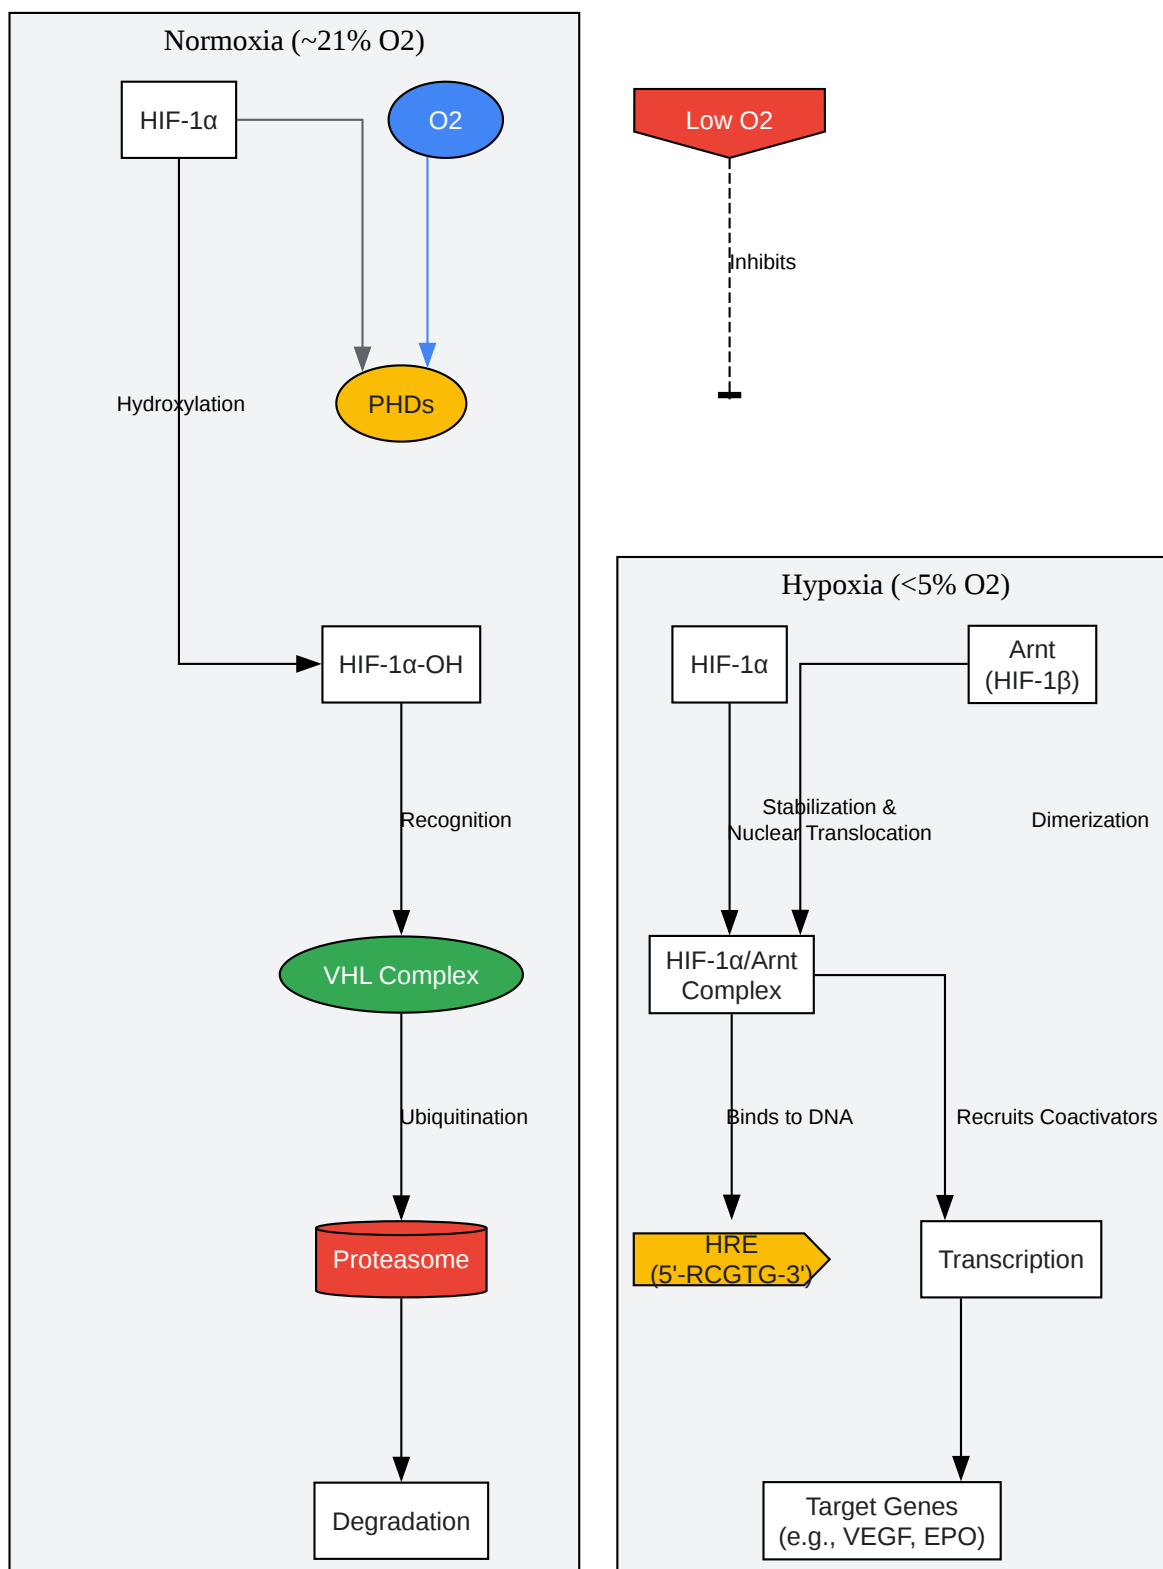 Normoxia (~21% O2)
HIF-1α
O2
Low O2
Inhibits
Hydroxylation
PHDs
Hypoxia (<5% O2)
HIF-1α-OH
HIF-1α
Arnt
(HIF-1β)
Recognition
Stabilization &
Nuclear Translocation
Dimerization
VHL Complex
HIF-1α/Arnt
Complex
Ubiquitination
Binds to DNA
Recruits Coactivators
Proteasome
HRE
(5'-RCGTG-3')
Transcription
Degradation
Target Genes
(e.g., VEGF, EPO)